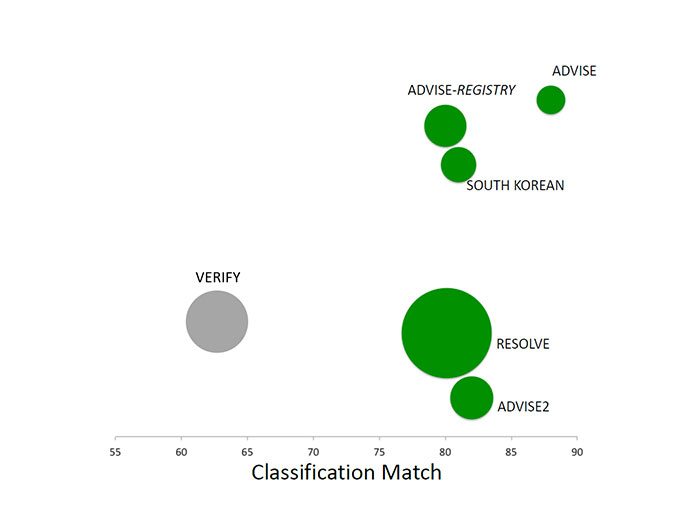 ADVISE
ADVISE-REGISTRY
SOUTH KOREAN
VERIFY
RESOLVE
ADVISE2
55 60 65 70 75 80 85 90
Classification Match